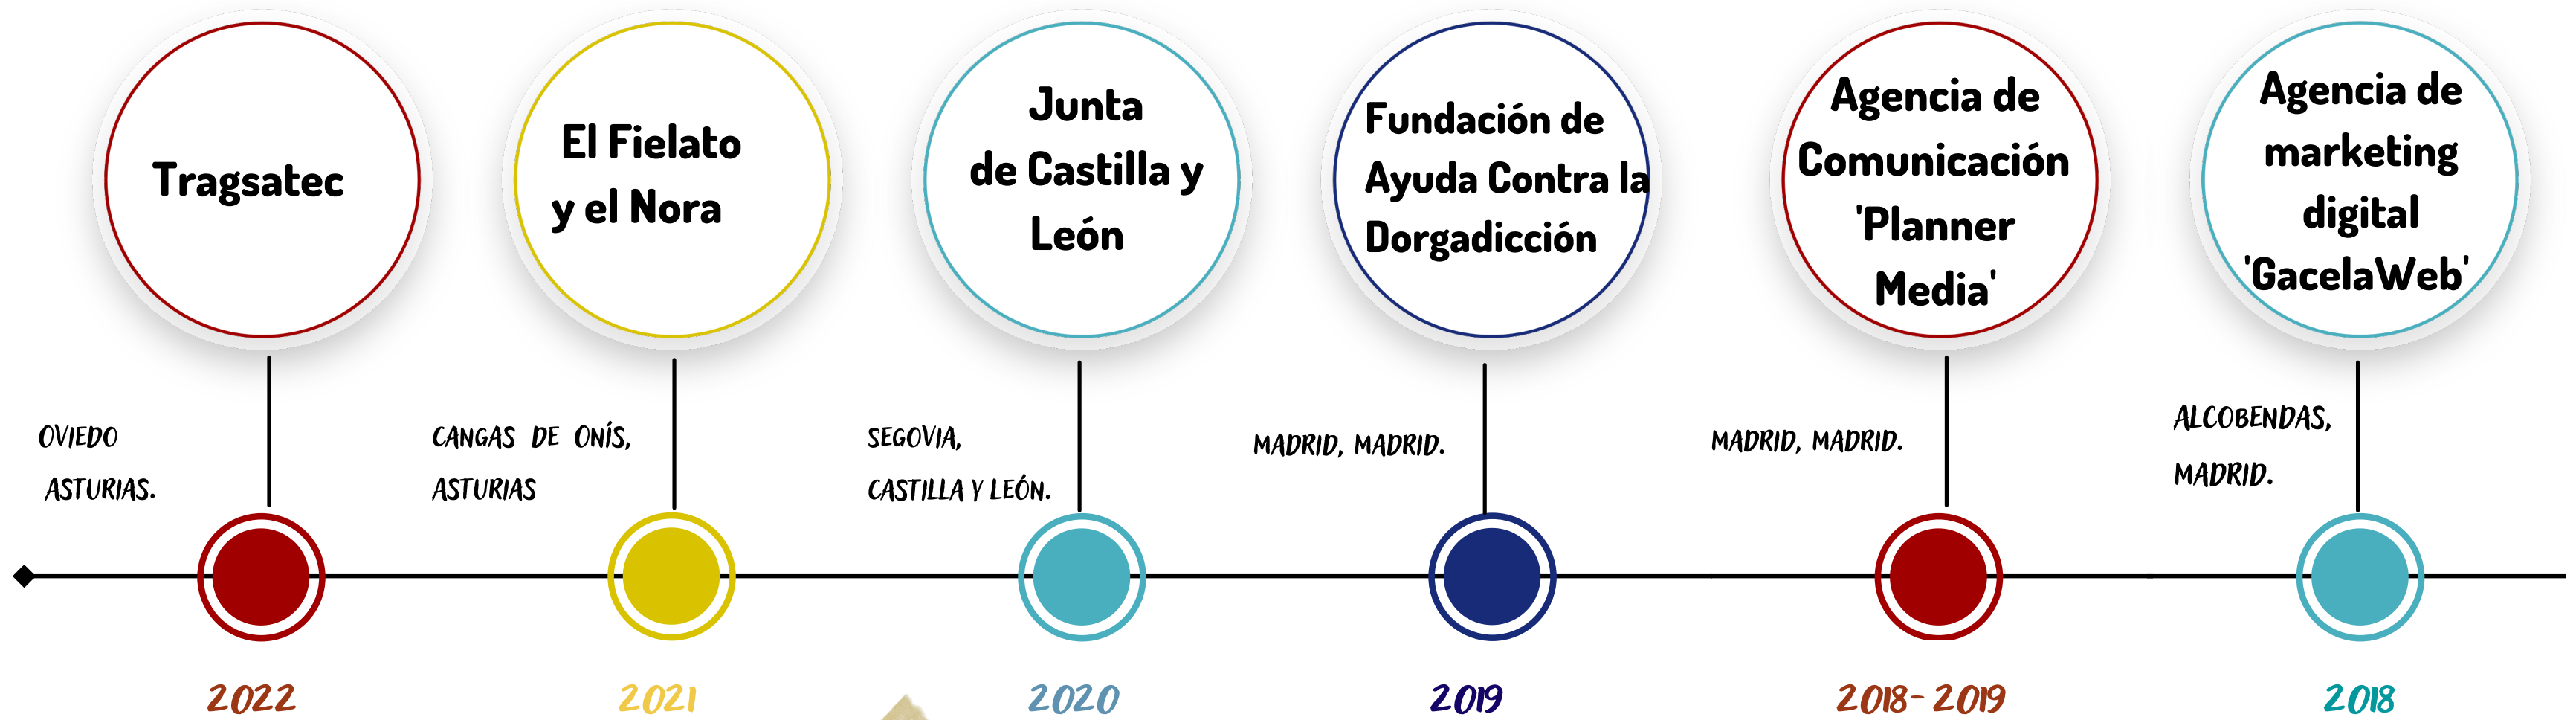 Tragsatec
El Fielato
y el Nora
Junta
de Castilla y
León
Fundación de
Ayuda Contra la
Dorgadicción
Agencia de
Comunicación
'Planner
Media'
Agencia de
marketing
digital
'GacelaWeb'
OVIEDO
ASTURIAS.
CANGAS DE ONÍS,
ASTURIAS
SEGOVIA,
CASTILLA Y LEÓN.
MADRID, MADRID.
MADRID, MADRID.
ALCOBENDAS,
MADRID.
2022
2021
2020
2019
2018- 2019
2018